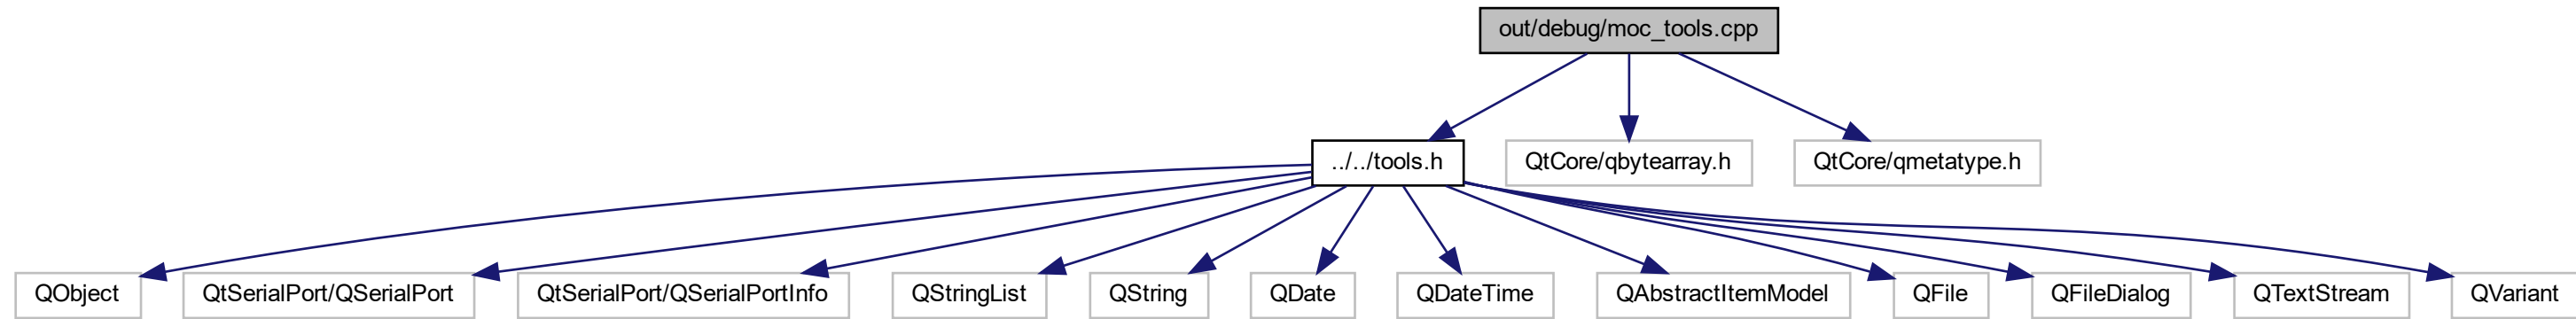 out/debug/moc_tools.cpp
../../tools.h
QtCore/qbytearray.h
QtCore/qmetatype.h
QObject
QtSerialPort/QSerialPort
QtSerialPort/QSerialPortInfo
QStringList
QString
QDate
QDateTime
QAbstractItemModel
QFile
QFileDialog
QTextStream
QVariant